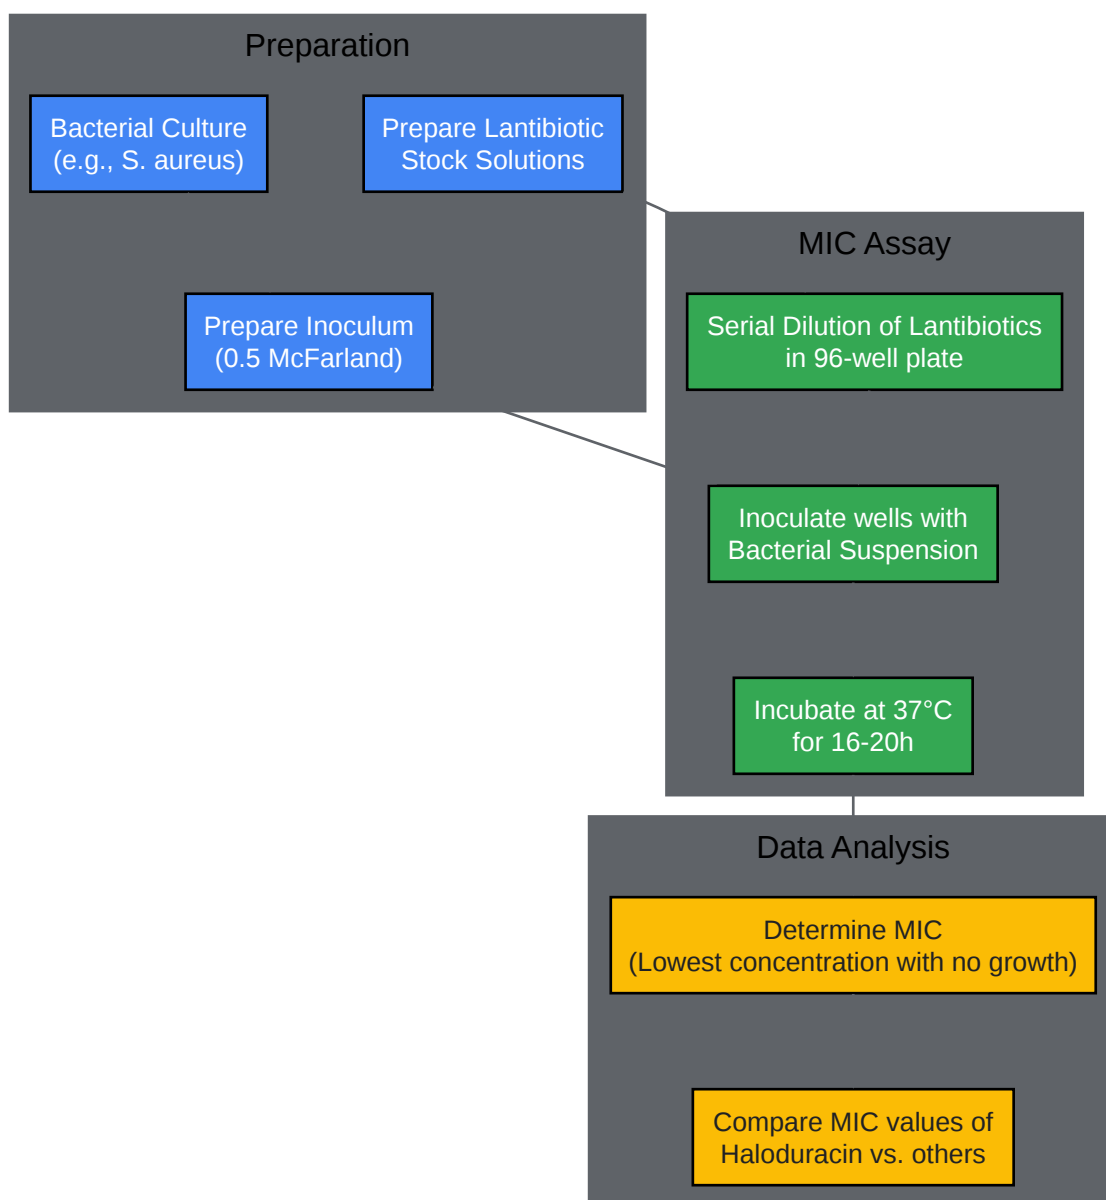 Preparation
Bacterial Culture
(e.g., S. aureus)
Prepare Lantibiotic
Stock Solutions
Prepare Inoculum
(0.5 McFarland)
MIC Assay
Serial Dilution of Lantibiotics
in 96-well plate
Inoculate wells with
Bacterial Suspension
Incubate at 37°C
for 16-20h
Data Analysis
Determine MIC
(Lowest concentration with no growth)
Compare MIC values of
Haloduracin vs. others